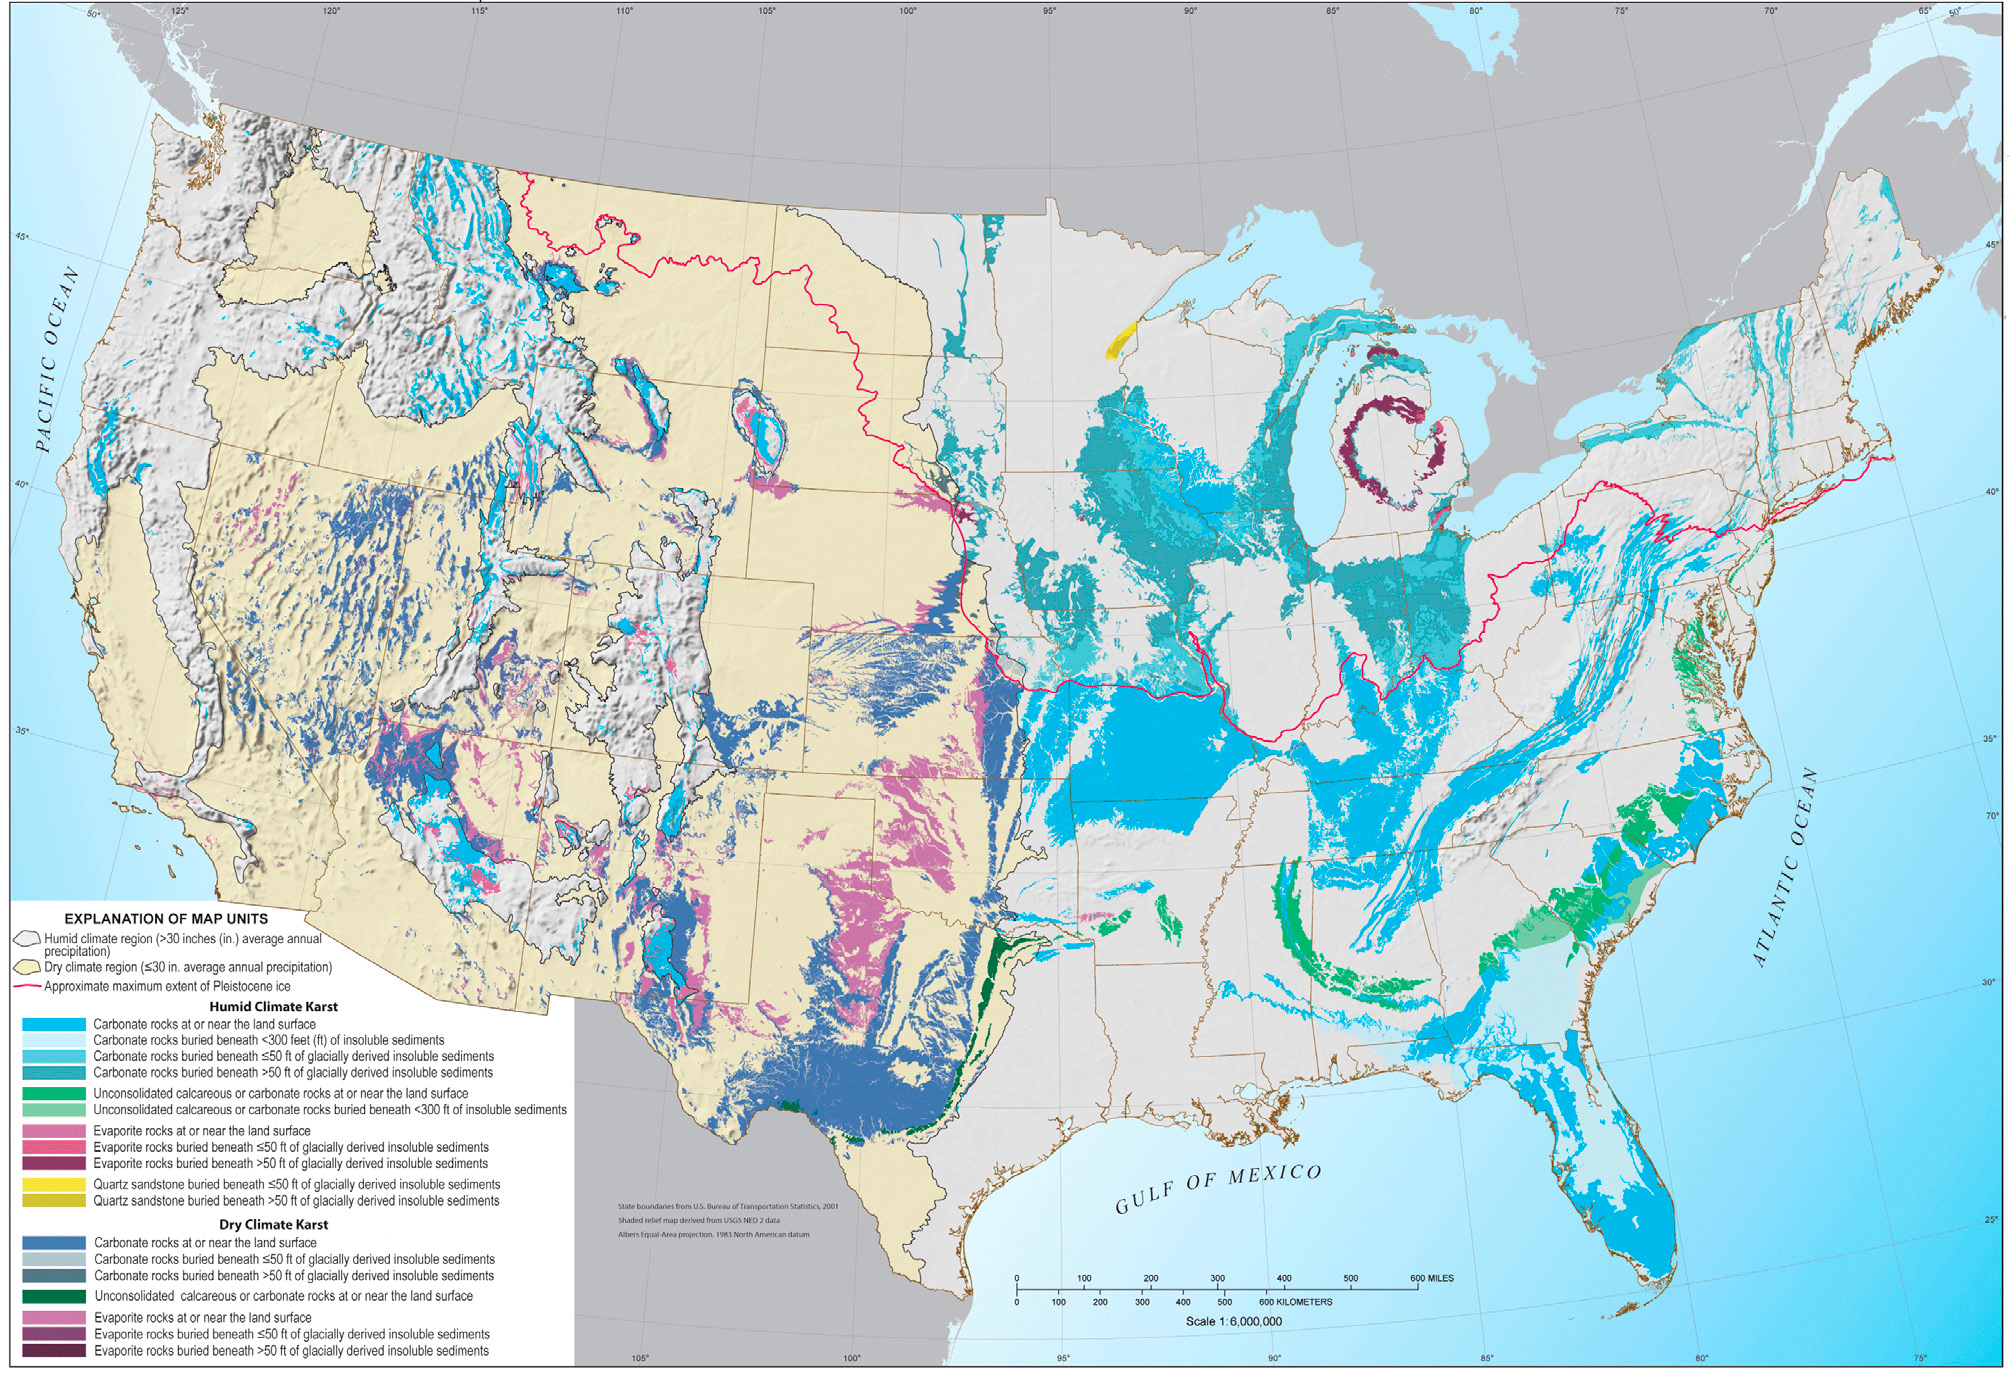 50°
125°
120°
115°
110°
105°
100°
95°
90°
85°
80°
75°
70°
65°
50°
45°
45°
40°
40°
35°
35°
70°
30°
25°
PACIFIC OCEAN
ATLANTIC OCEAN
GULF OF MEXICO
EXPLANATION OF MAP UNITS
Humid climate region (>30 inches (in.) average annual
precipitation)
Dry climate region (≤30 in. average annual precipitation)
Approximate maximum extent of Pleistocene ice
Humid Climate Karst
Carbonate rocks at or near the land surface
Carbonate rocks buried beneath <300 feet (ft) of insoluble sediments
Carbonate rocks buried beneath ≤50 ft of glacially derived insoluble sediments
Carbonate rocks buried beneath >50 ft of glacially derived insoluble sediments
Unconsolidated calcareous or carbonate rocks at or near the land surface
Unconsolidated calcareous or carbonate rocks buried beneath <300 ft of insoluble sediments
Evaporite rocks at or near the land surface
Evaporite rocks buried beneath ≤50 ft of glacially derived insoluble sediments
Evaporite rocks buried beneath >50 ft of glacially derived insoluble sediments
Quartz sandstone buried beneath ≤50 ft of glacially derived insoluble sediments
Quartz sandstone buried beneath >50 ft of glacially derived insoluble sediments
Dry Climate Karst
Carbonate rocks at or near the land surface
Carbonate rocks buried beneath ≤50 ft of glacially derived insoluble sediments
Carbonate rocks buried beneath >50 ft of glacially derived insoluble sediments
Unconsolidated calcareous or carbonate rocks at or near the land surface
Evaporite rocks at or near the land surface
Evaporite rocks buried beneath ≤50 ft of glacially derived insoluble sediments
Evaporite rocks buried beneath >50 ft of glacially derived insoluble sediments
State boundaries from U.S. Bureau of Transportation Statistics, 2001
Shaded relief map derived from USGS NED 2 data
Albers Equal-Area projection. 1983 North American datum
0 100 200 300 400 500 600 MILES
0 100 200 300 400 500 600 KILOMETERS
Scale 1:6,000,000
105°
100°
95°
90°
85°
80°
75°